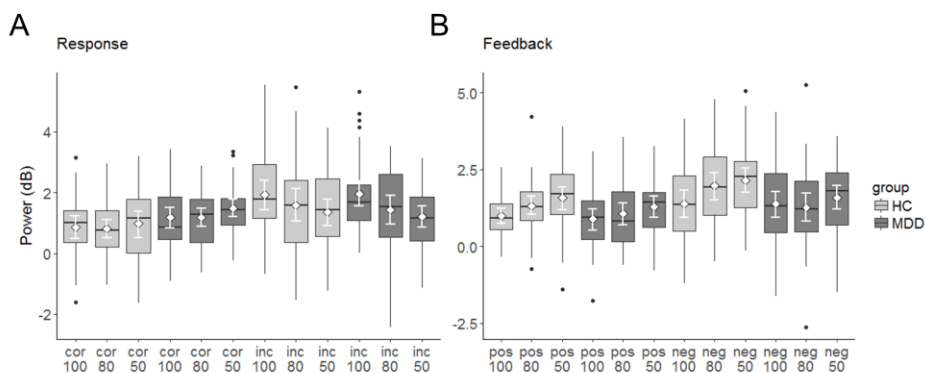 A
B
Response
Feedback
Power (dB)
4
2
0
-2
cor cor cor cor cor cor inc inc inc inc inc inc
100 80 50 100 80 50 100 80 50 100 80 50
5.0
2.5
0.0
-2.5
pos pos pos pos pos pos neg neg neg neg neg neg
100 80 50 100 80 50 100 80 50 100 80 50
group
HC
MDD